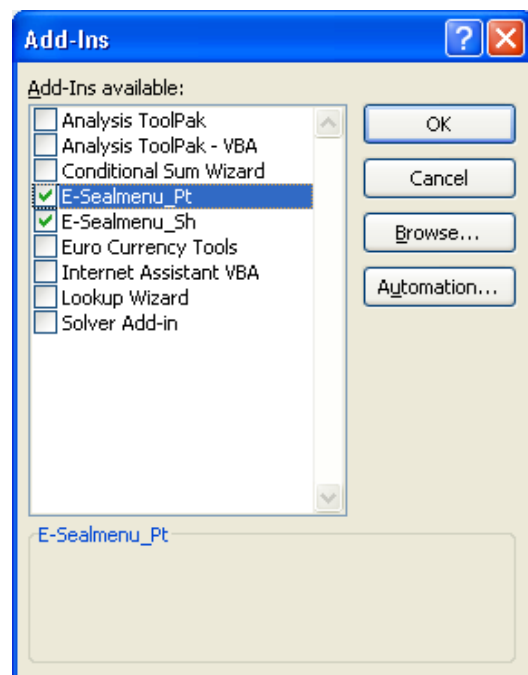 Add-Ins
Add-Ins available:
Analysis ToolPak
Analysis ToolPak - VBA
Conditional Sum Wizard
E-Sealmenu_Pt
E-Sealmenu_Sh
Euro Currency Tools
Internet Assistant VBA
Lookup Wizard
Solver Add-in
OK
Cancel
Browse...
Automation...
E-Sealmenu_Pt